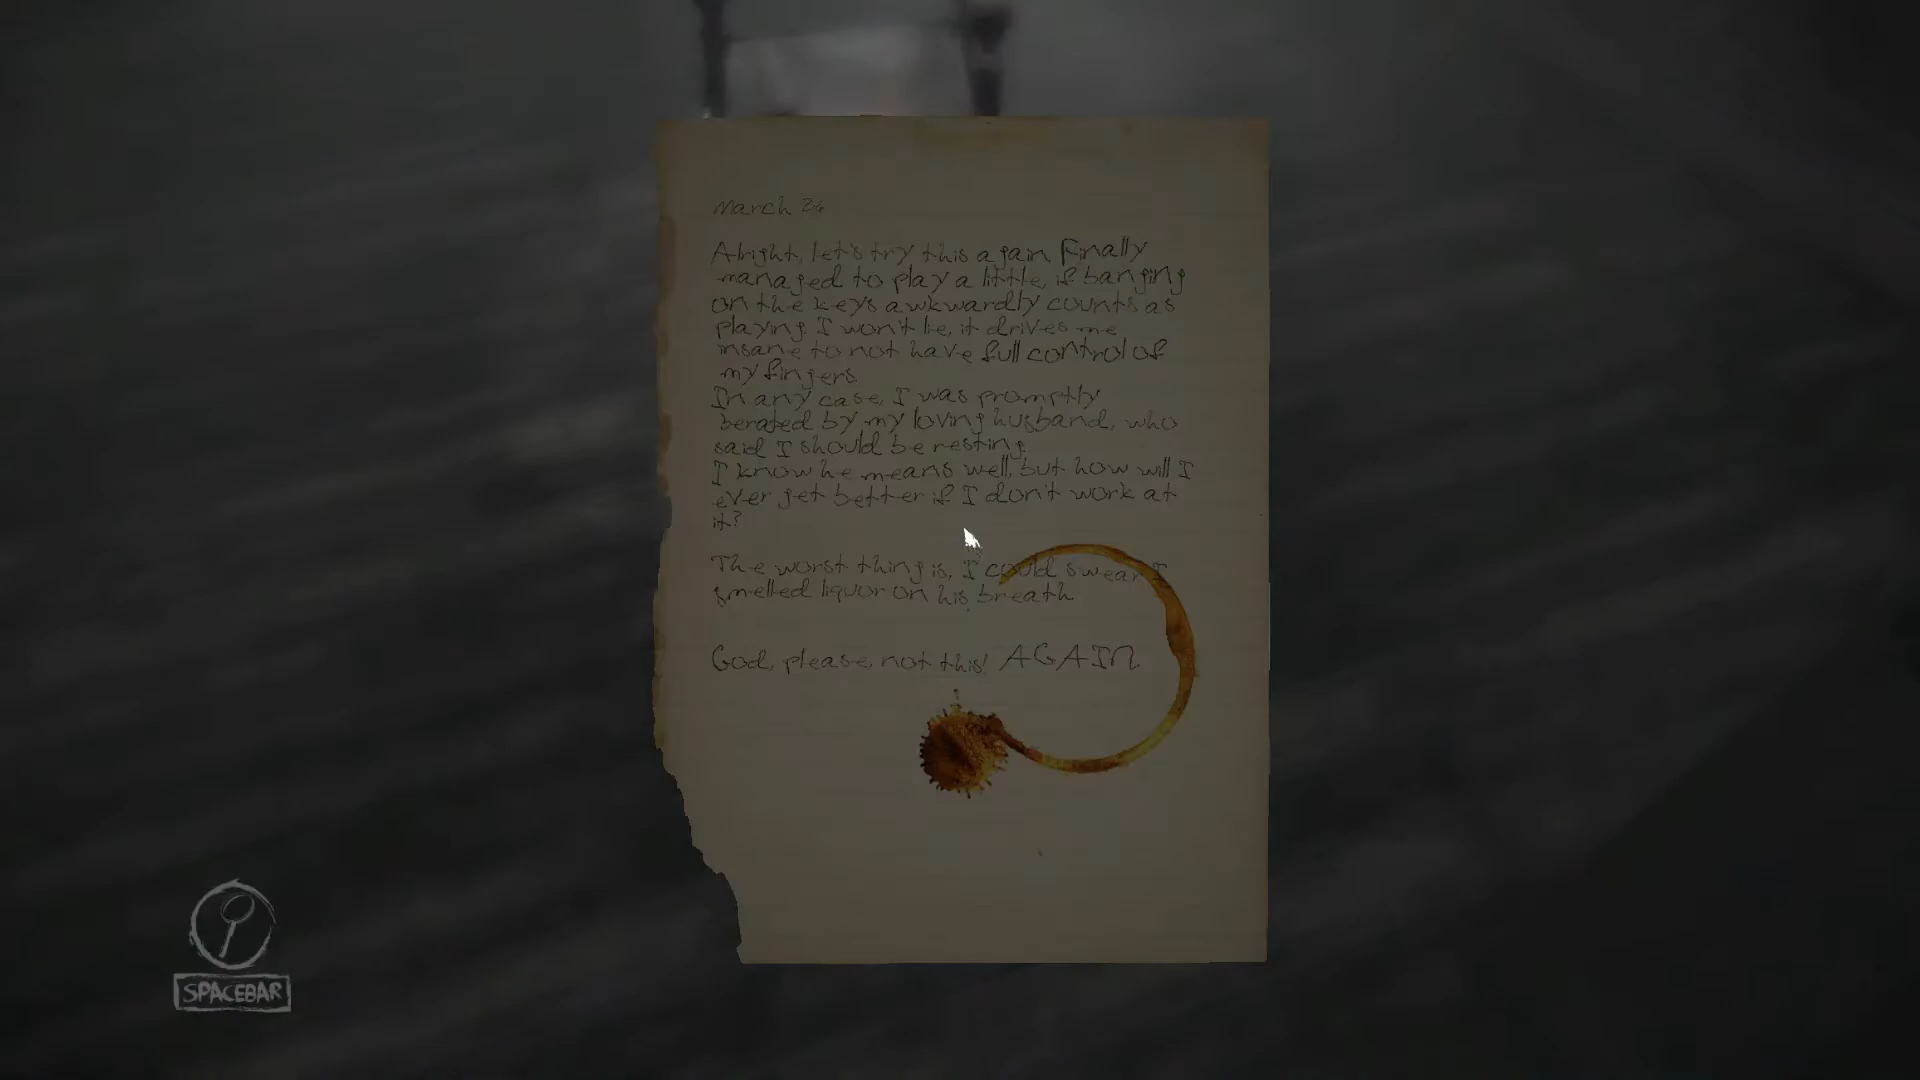 March 26
Alright, let's try this again. Finally
managed to play a little, if banging
on the keys awkwardly counts as
playing. I won't lie, it drives me
insane to not have full control of
my fingers.
In any case, I was promptly
berated by my loving husband, who
said I should be resting.
I know he means well, but how will I
ever get better if I don't work at
it?
The worst thing is, I could swear I
smelled liquor on his breath.
God, please, not this! AGAIN
SPACEBAR